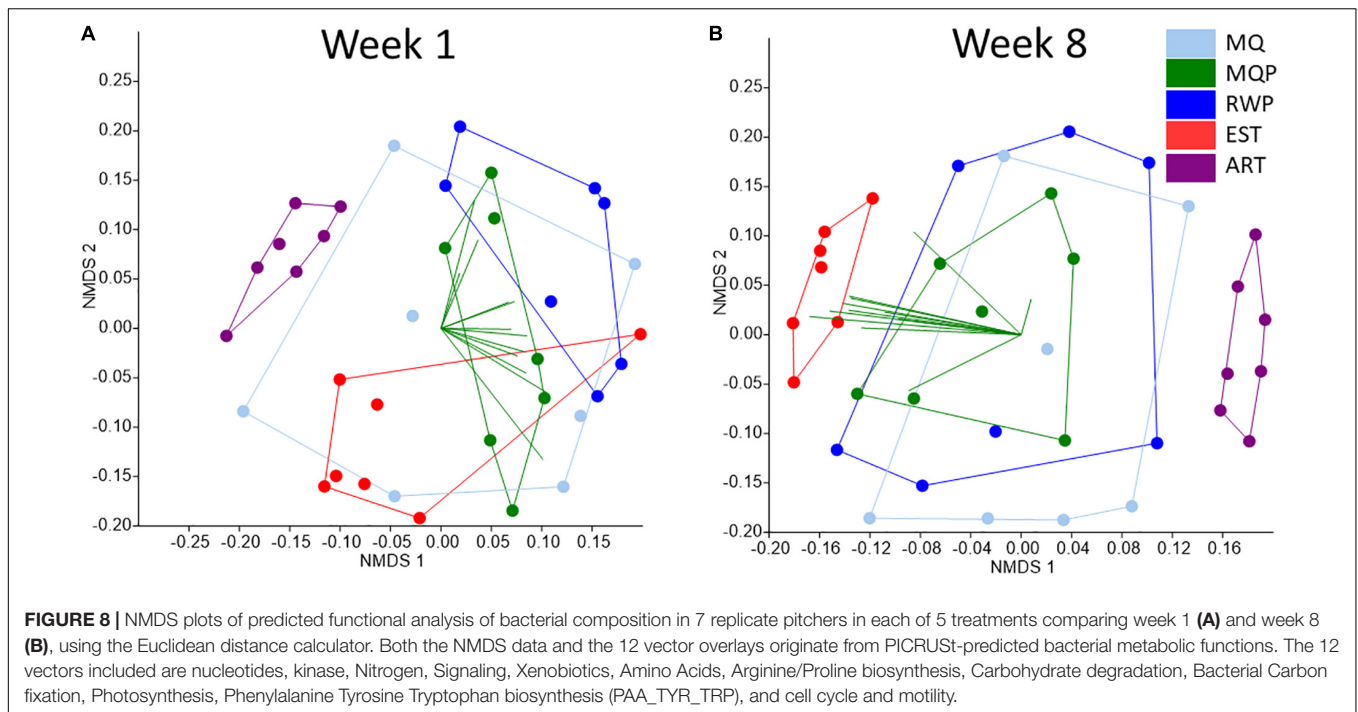 A
Week 1
NMDS 2
0.25
0.20
0.15
0.10
0.05
0.00
-0.05
-0.10
-0.15
-0.20
-0.25 -0.20 -0.15 -0.10 -0.05 0.00 0.05 0.10 0.15
NMDS 1
B
Week 8
MQ
MQP
RWP
EST
ART
NMDS 2
0.25
0.20
0.15
0.10
0.05
0.00
-0.05
-0.10
-0.15
-0.20
-0.20 -0.16 -0.12 -0.08 -0.04 0.00 0.04 0.08 0.12 0.16
NMDS 1
FIGURE 8 | NMDS plots of predicted functional analysis of bacterial composition in 7 replicate pitchers in each of 5 treatments comparing week 1 (A) and week 8
(B), using the Euclidean distance calculator. Both the NMDS data and the 12 vector overlays originate from PICRUSt-predicted bacterial metabolic functions. The 12
vectors included are nucleotides, kinase, Nitrogen, Signaling, Xenobiotics, Amino Acids, Arginine/Proline biosynthesis, Carbohydrate degradation, Bacterial Carbon
fixation, Photosynthesis, Phenylalanine Tyrosine Tryptophan biosynthesis (PAA_TYR_TRP), and cell cycle and motility.